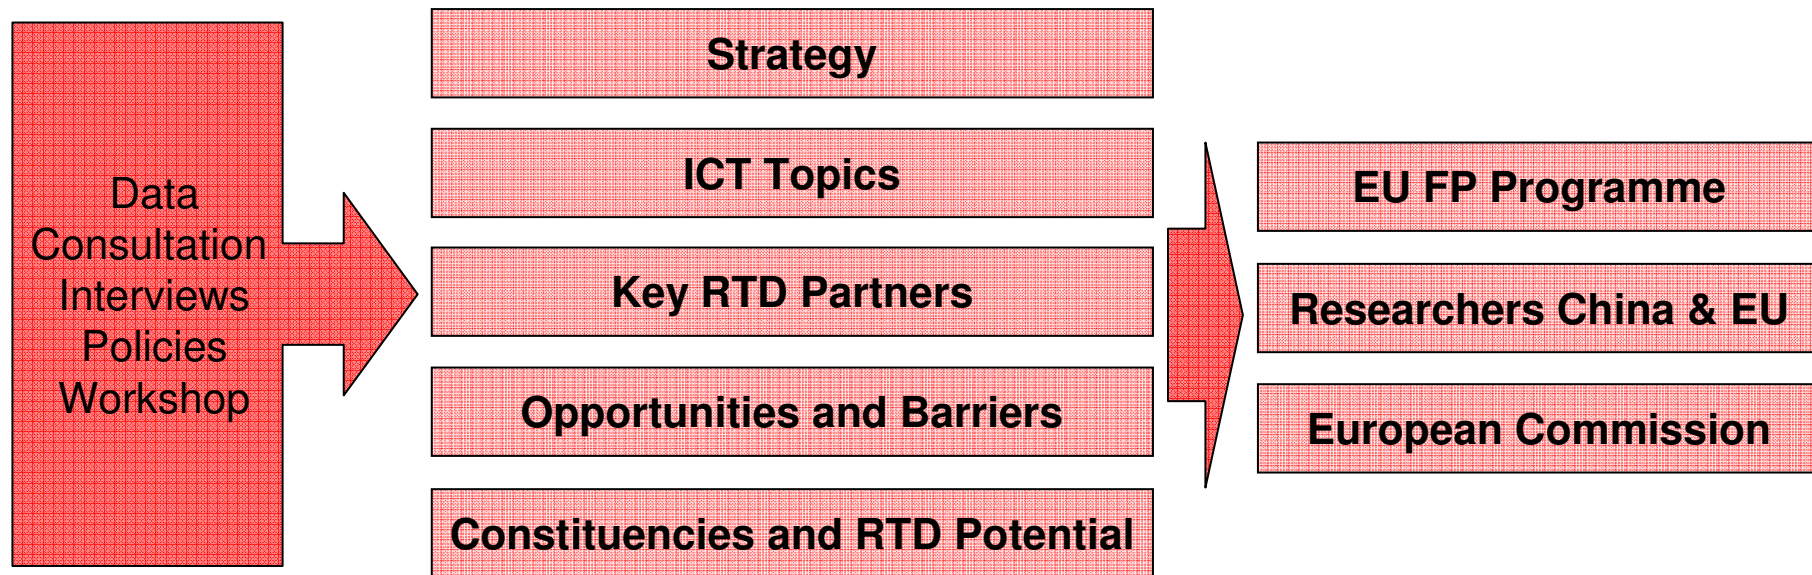 Data
Consultation
Interviews
Policies
Workshop
Strategy
ICT Topics
Key RTD Partners
Opportunities and Barriers
Constituencies and RTD Potential
EU FP Programme
Researchers China & EU
European Commission